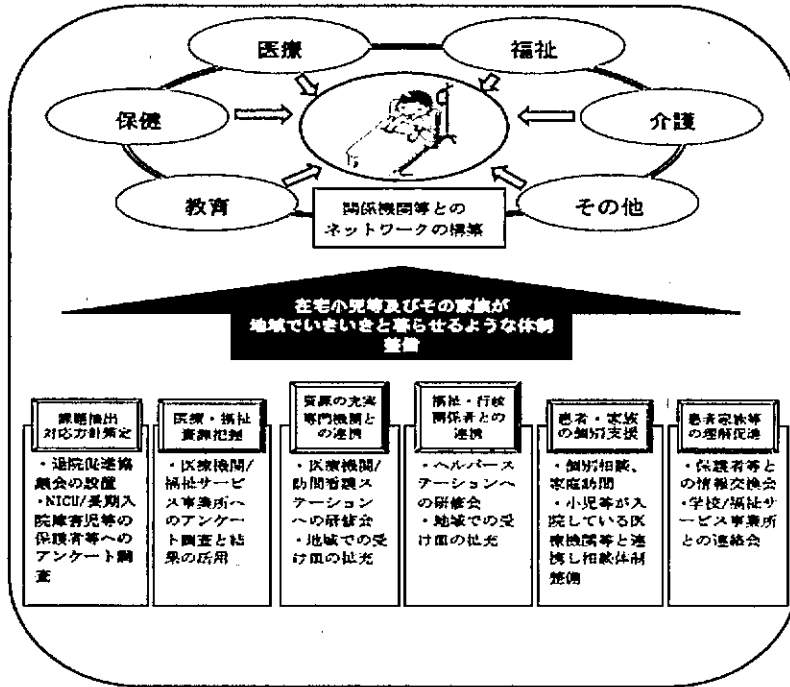 医療
福祉
保健
介護
教育
その他
関係機関等との
ネットワークの構築
在宅小児等及びその家族が
地域でいきいきと暮らせるような体制
整備
課題抽出
対応方針策定
・退院促進協
議会の設置
・NICU/長期入
院障害児等の
保護者等への
アンケート調
査
医療・福祉
資源把握
・医療機関/
福祉サービ
ス事業所へ
のアンケー
ト調査と結
果の活用
資源の充実
専門機関と
の連携
・医療機関/
訪問看護ス
テーション
への研修会
・地域での受
け皿の拡充
福祉・行政
関係者との
連携
・ヘルパース
テーションへ
の研修会
・地域での受
け皿の拡充
患者・家族
の個別支援
・個別相談、
家庭訪問
・小児等が入
院している医
療機関等と連
携し相談体制
整備
患者家族等
の理解促進
・保護者等と
の情報交換会
・学校/福祉サ
ービス事業所
との連絡会